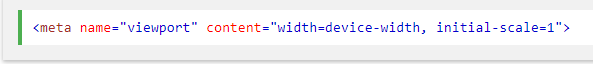 <meta name="viewport" content="width=device-width, initial-scale=1">